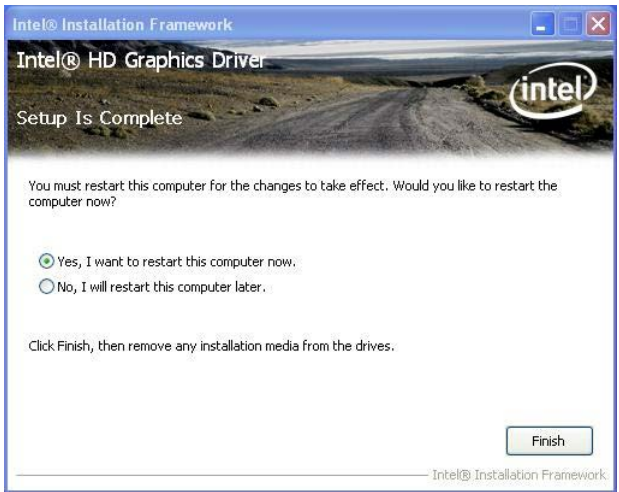 Intel® Installation Framework
Intel® HD Graphics Driver
intel
Setup Is Complete
You must restart this computer for the changes to take effect. Would you like to restart the
computer now?
Yes, I want to restart this computer now.
No, I will restart this computer later.
Click Finish, then remove any installation media from the drives.
Finish
Intel® Installation Framework